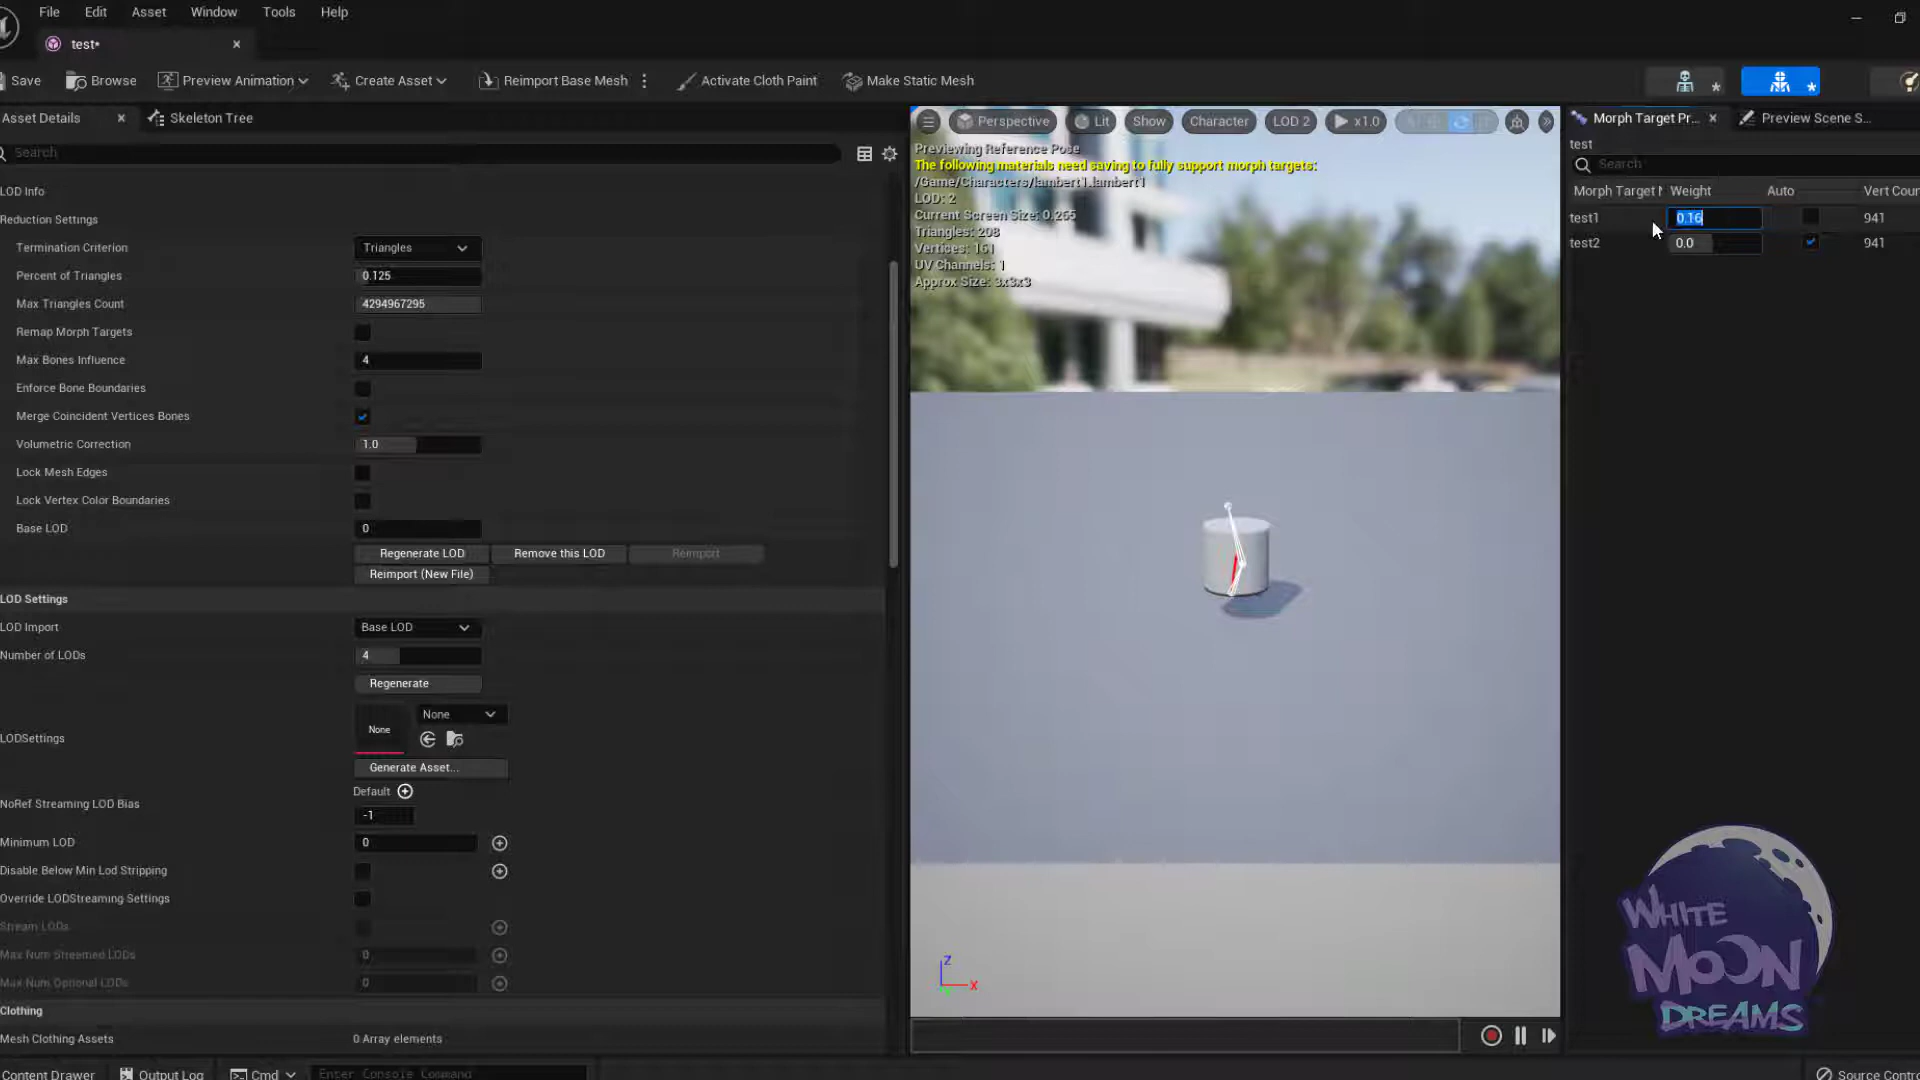 File Edit Asset Window Tools Help
test*
Save Browse Preview Animation Create Asset Reimport Base Mesh Activate Cloth Paint Make Static Mesh
Asset Details Skeleton Tree
Search
LOD Info
Reduction Settings
Termination Criterion Triangles
Percent of Triangles 0.125
Max Triangles Count 4294967295
Remap Morph Targets
Max Bones Influence 4
Enforce Bone Boundaries
Merge Coincident Vertices Bones
Volumetric Correction 1.0
Lock Mesh Edges
Lock Vertex Color Boundaries
Base LOD 0
Regenerate LOD Remove this LOD Reimport
Reimport (New File)
LOD Settings
LOD Import Base LOD
Number of LODs 4
Regenerate
None
LODSettings None
Generate Asset...
Default
NoRef Streaming LOD Bias
-1
Minimum LOD 0
Disable Below Min Lod Stripping
Override LODStreaming Settings
Stream LODs
Max Num Streamed LODs 0
Max Num Optional LODs 0
Clothing
Mesh Clothing Assets 0 Array elements
Content Drawer Output Log Cmd Enter Console Command
Perspective Lit Show Character LOD 2 x1.0
Previewing Reference Pose
The following materials need saving to fully support morph targets:
/Game/Characters/lambert1.lambert1
LOD: 2
Current Screen Size: 0.265
Triangles: 208
Vertices: 161
UV Channels: 1
Approx Size: 3x3x3
Z
X
Morph Target Pr... Preview Scene S...
test
Search
Morph Target N Weight Auto Vert Coun
test1 0.16 941
test2 0.0 941
WHITE
MOON
DREAMS
Source Contro